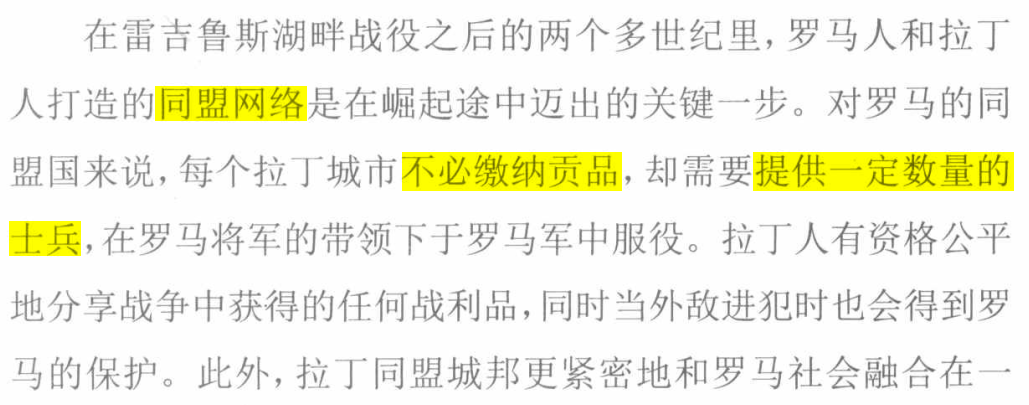 在雷吉鲁斯湖畔战役之后的两个多世纪里,罗马人和拉丁
人打造的同盟网络是在崛起途中迈出的关键一步。对罗马的同
盟国来说,每个拉丁城市不必缴纳贡品,却需要提供一定数量的
士兵,在罗马将军的带领下于罗马军中服役。拉丁人有资格公平
地分享战争中获得的任何战利品,同时当外敌进犯时也会得到罗
马的保护。此外,拉丁同盟城邦更紧密地和罗马社会融合在一